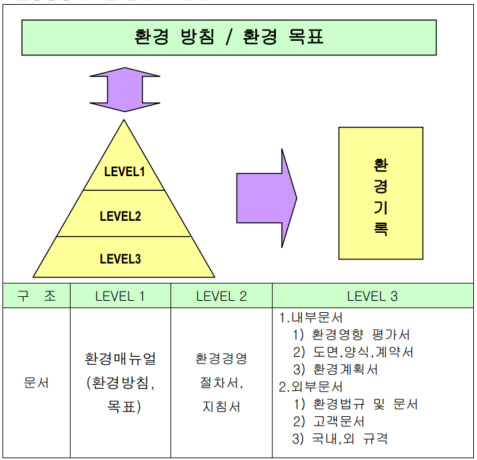 환경 방침 / 환경 목표
LEVEL1
LEVEL2
LEVEL3
환
경
기
록
구 조 LEVEL 1 LEVEL 2 LEVEL 3
문서
환경매뉴얼
(환경방침,
목표)
환경경영
절차서,
지침서
1.내부문서
1) 환경영향 평가서
2) 도면,양식,계약서
3) 환경계획서
2.외부문서
1) 환경법규 및 문서
2) 고객문서
3) 국내,외 규격